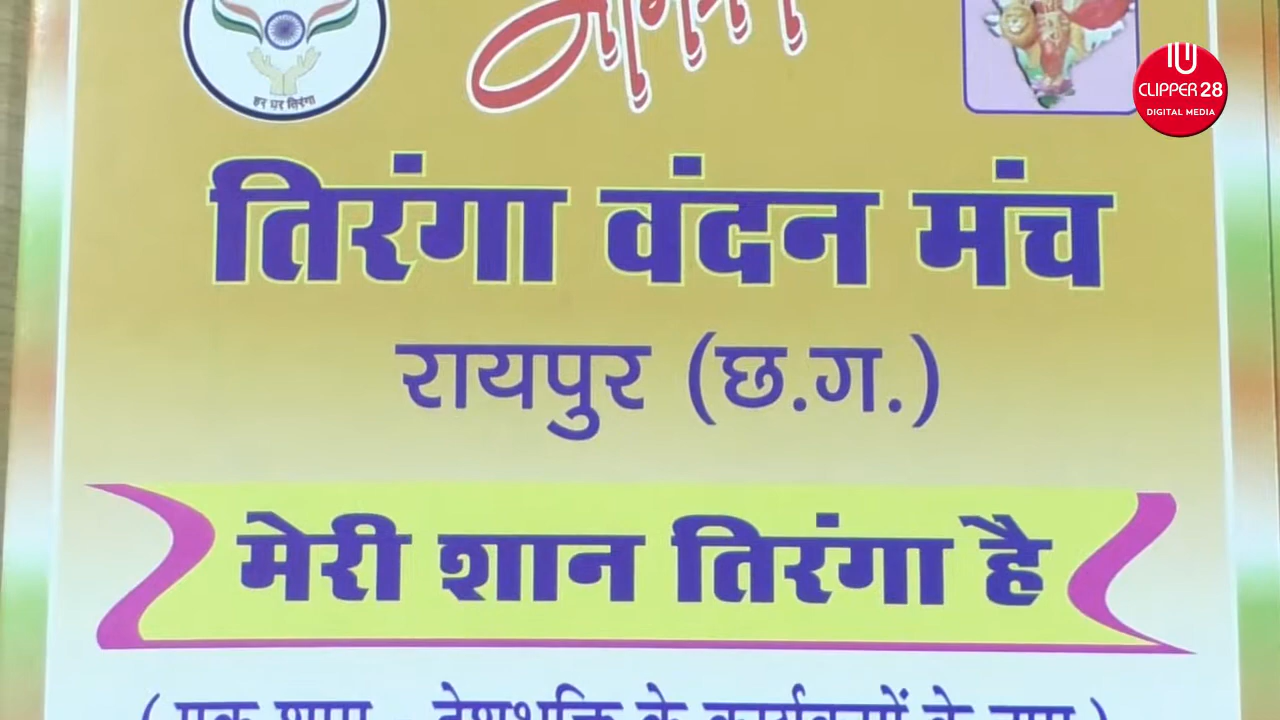 हर घर तिरंगा
CLIPPER 28
DIGITAL MEDIA
तिरंगा वंदन मंच
रायपुर (छ.ग.)
मेरी शान तिरंगा है